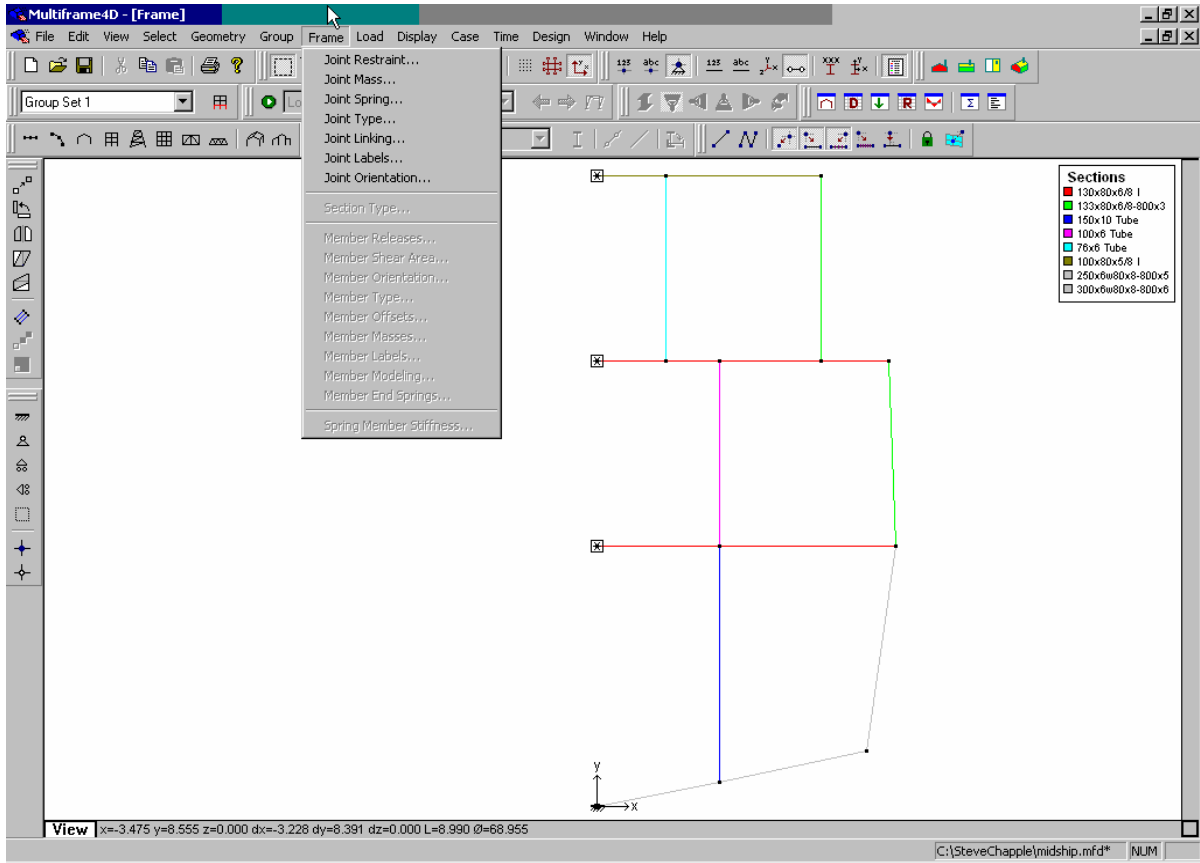 Multiframe4D - [Frame]
File Edit View Select Geometry Group Frame Load Display Case Time Design Window Help
Group Set 1
Joint Restraint...
Joint Mass...
Joint Spring...
Joint Type...
Joint Linking...
Joint Labels...
Joint Orientation...
Section Type...
Member Releases...
Member Shear Area...
Member Orientation...
Member Type...
Member Offsets...
Member Masses...
Member Labels...
Member Modeling...
Member End Springs...
Spring Member Stiffness...
Sections
130x80x6/8 I
133x80x6/8-800x3
150x10 Tube
100x6 Tube
76x6 Tube
100x80x5/8 I
250x6w80x8-800x5
300x6w80x8-800x6
y
x
View x=-3.475 y=8.555 z=0.000 dx=-3.228 dy=8.391 dz=0.000 L=8.990 Ø=68.955
C:\SteveChapple\midship.mfd* NUM